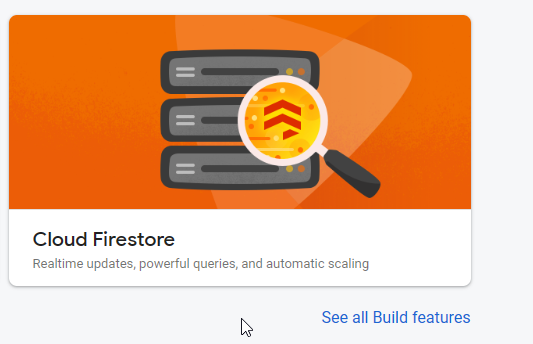 Cloud Firestore
Realtime updates, powerful queries, and automatic scaling
See all Build features